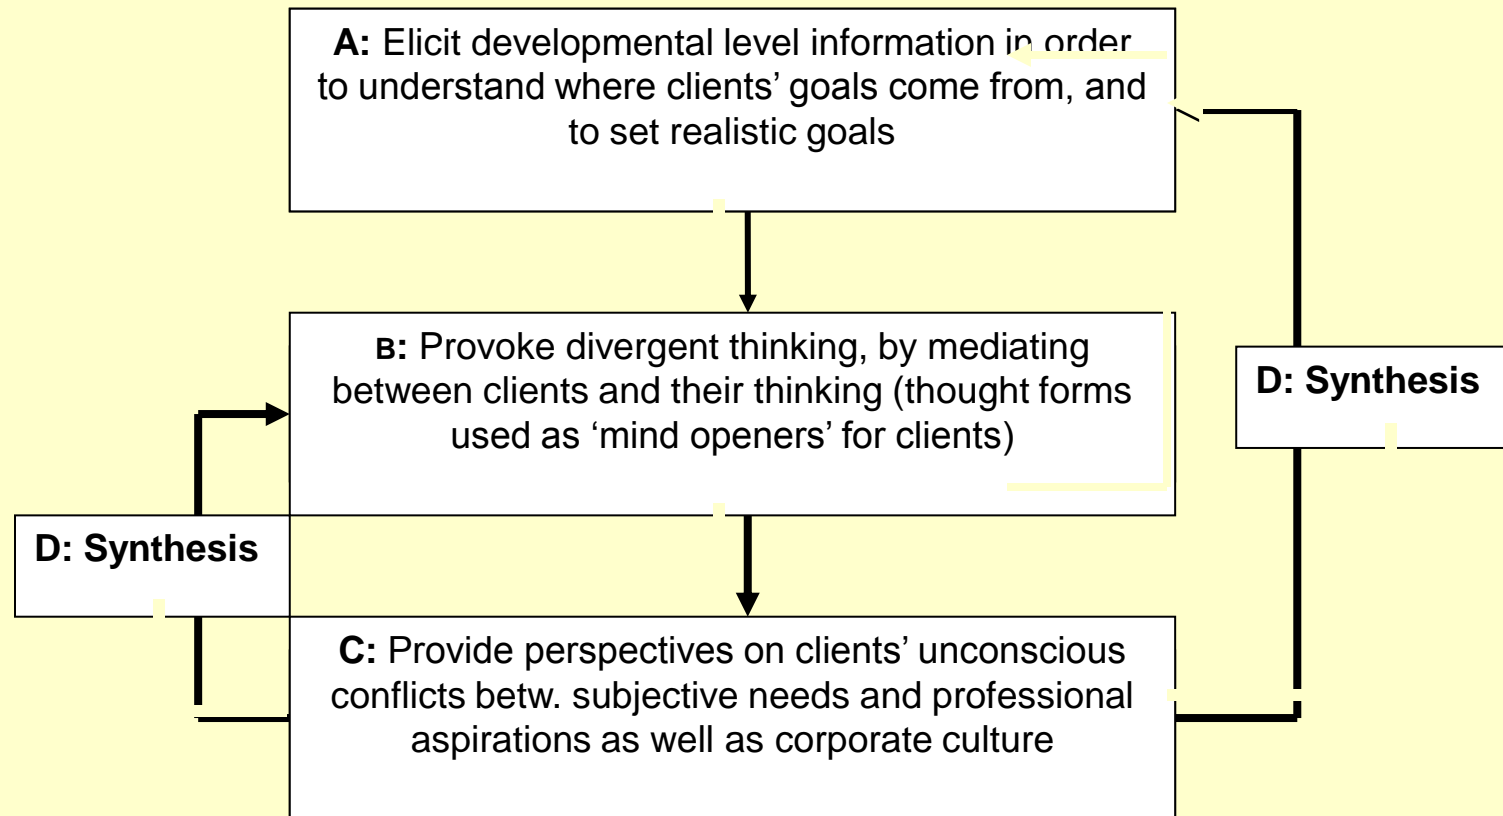 A: Elicit developmental level information in order
to understand where clients’ goals come from, and
to set realistic goals
B: Provoke divergent thinking, by mediating
between clients and their thinking (thought forms
used as ‘mind openers’ for clients)
D: Synthesis
D: Synthesis
C: Provide perspectives on clients’ unconscious
conflicts betw. subjective needs and professional
aspirations as well as corporate culture